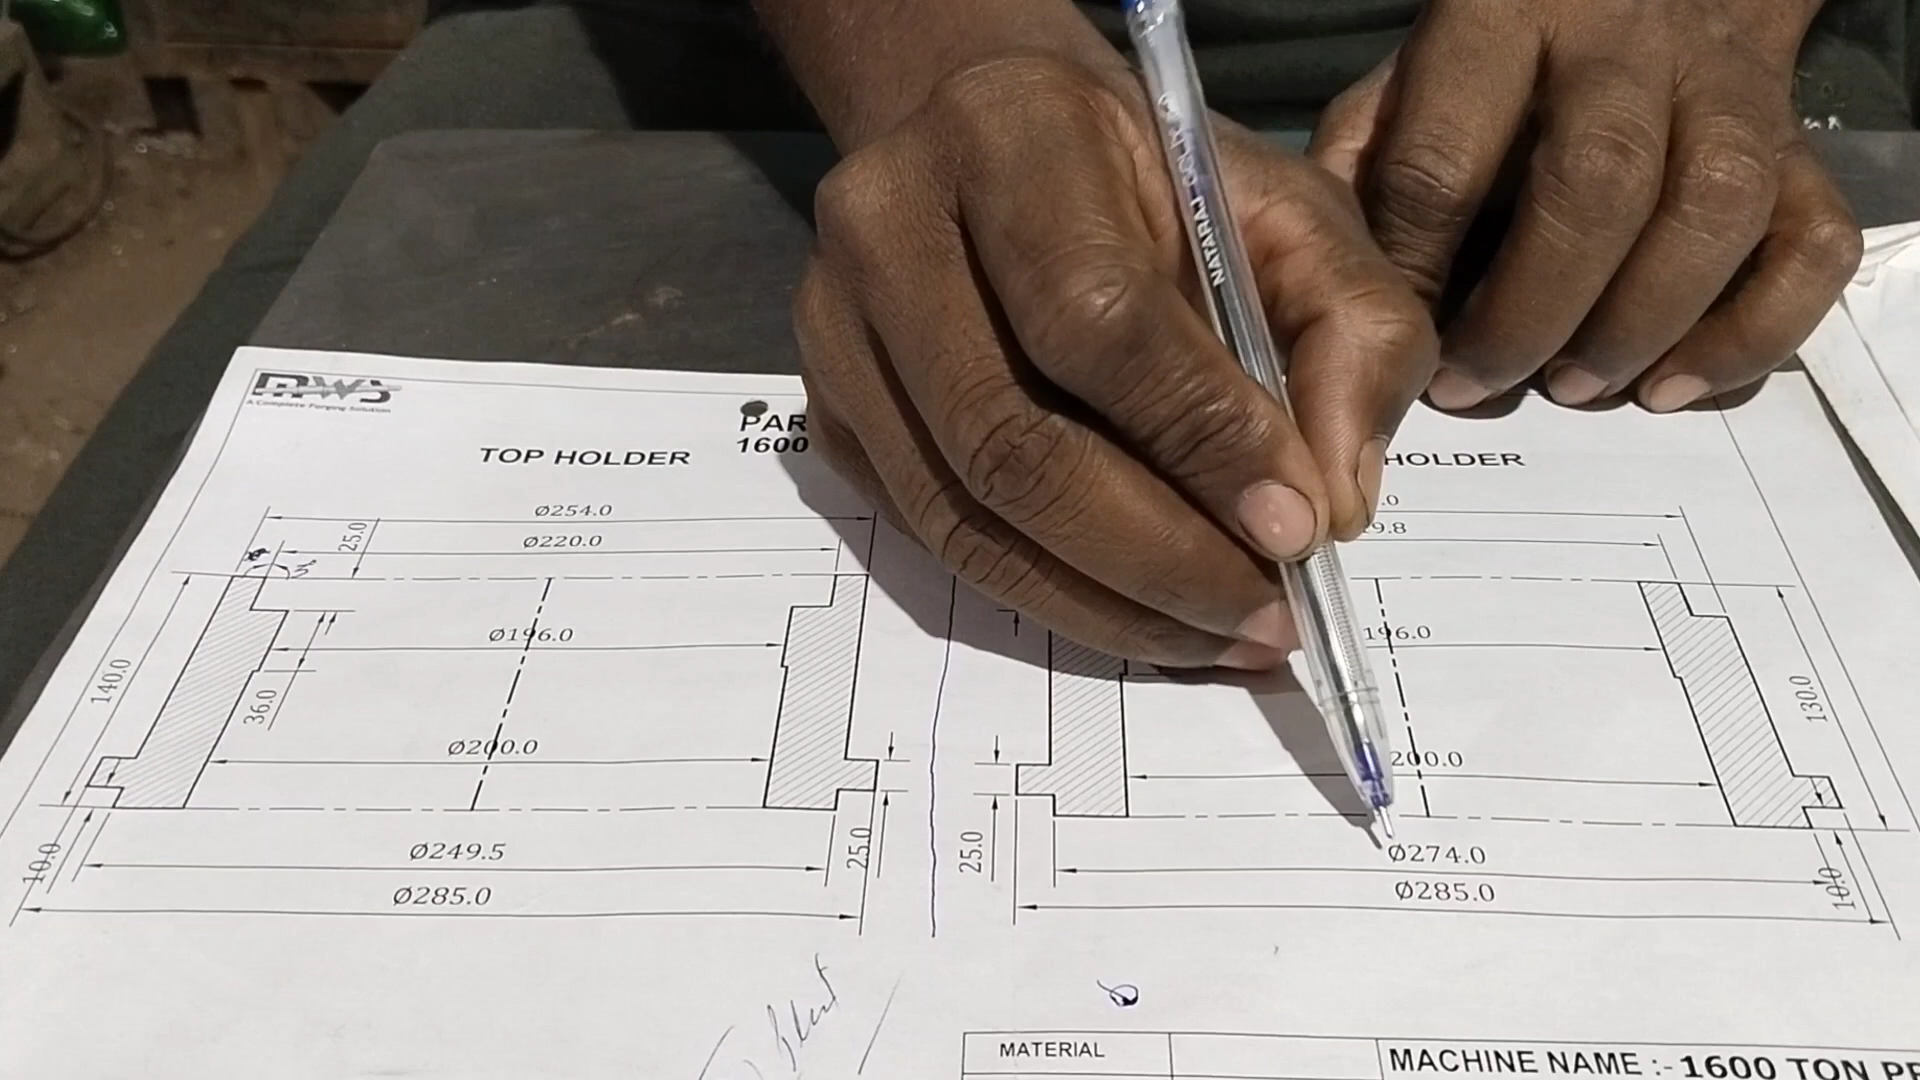 A Complete Forging Solution
PAR
1600
TOP HOLDER
HOLDER
Ø254.0
25.0
Ø220.0
Ø196.0
140.0
36.0
Ø200.0
10.0
Ø249.5
25.0
Ø285.0
.0
9.8
196.0
130.0
200.0
25.0
Ø274.0
10.0
Ø285.0
NATARAJ
MATERIAL
MACHINE NAME :- 1600 TON PR